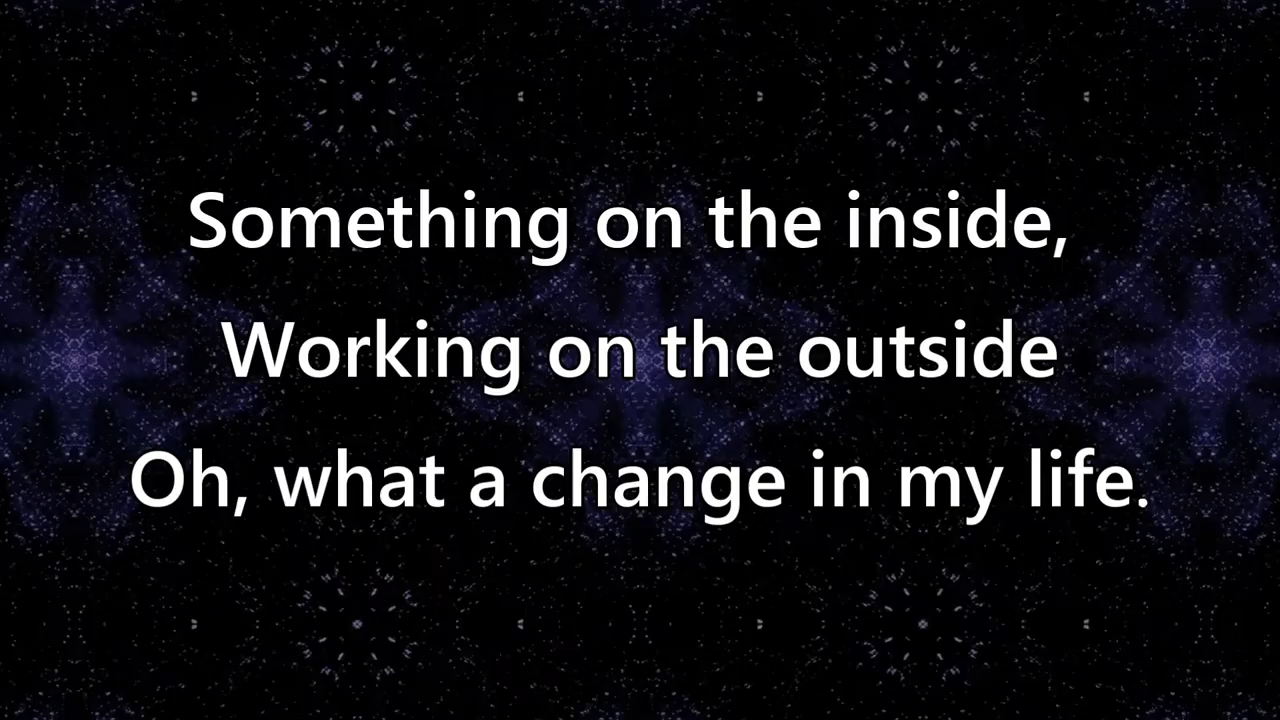 Something on the inside,
Working on the outside
Oh, what a change in my life.